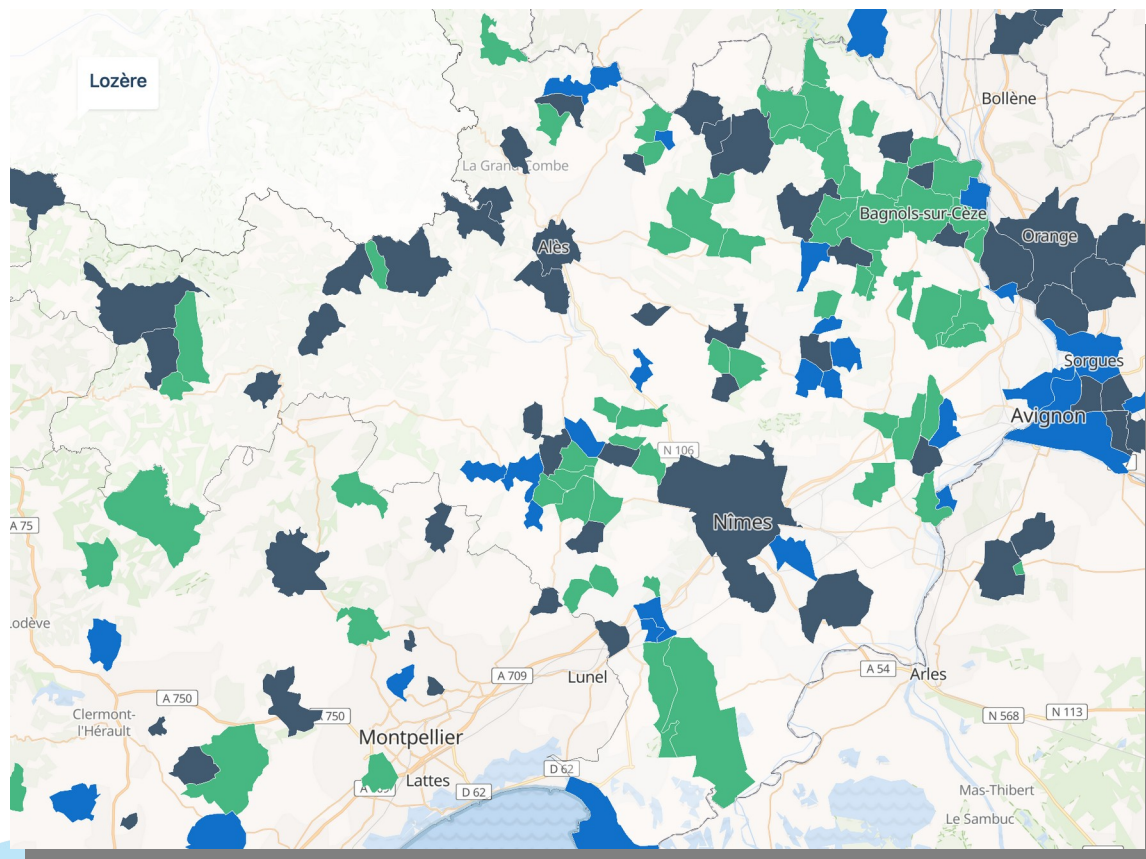 Lozère
Bollène
La Grand Combe
Bagnols-sur-Cèze
Orange
Alès
Sorgues
Avignon
N 106
A 75
Nîmes
Lodève
A 709
Lunel
A 54
Arles
A 750
750
Clermont-
l'Hérault
N 568
N 113
Montpellier
D 62
Lattes
D 62
Mas-Thibert
Le Sambuc